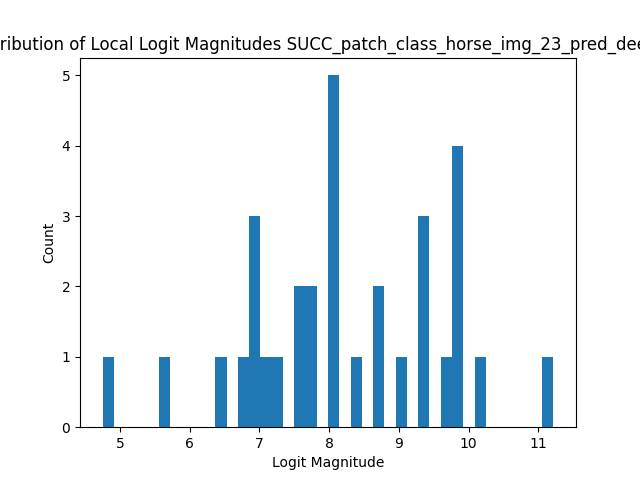 ribution of Local Logit Magnitudes SUCC_patch_class_horse_img_23_pred_dee
5
4
3
2
1
0
Count
5 6 7 8 9 10 11
Logit Magnitude